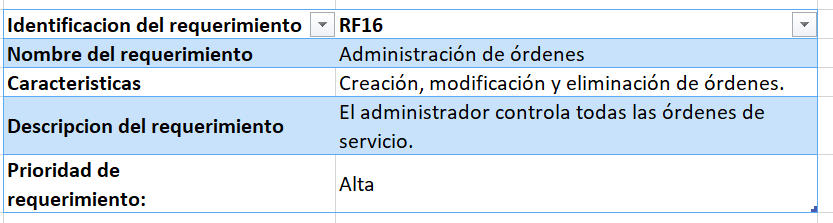 Identificacion del requerimiento RF16
Nombre del requerimiento Administración de órdenes
Caracteristicas Creación, modificación y eliminación de órdenes.
Descripcion del requerimiento El administrador controla todas las órdenes de
servicio.
Prioridad de
requerimiento: Alta